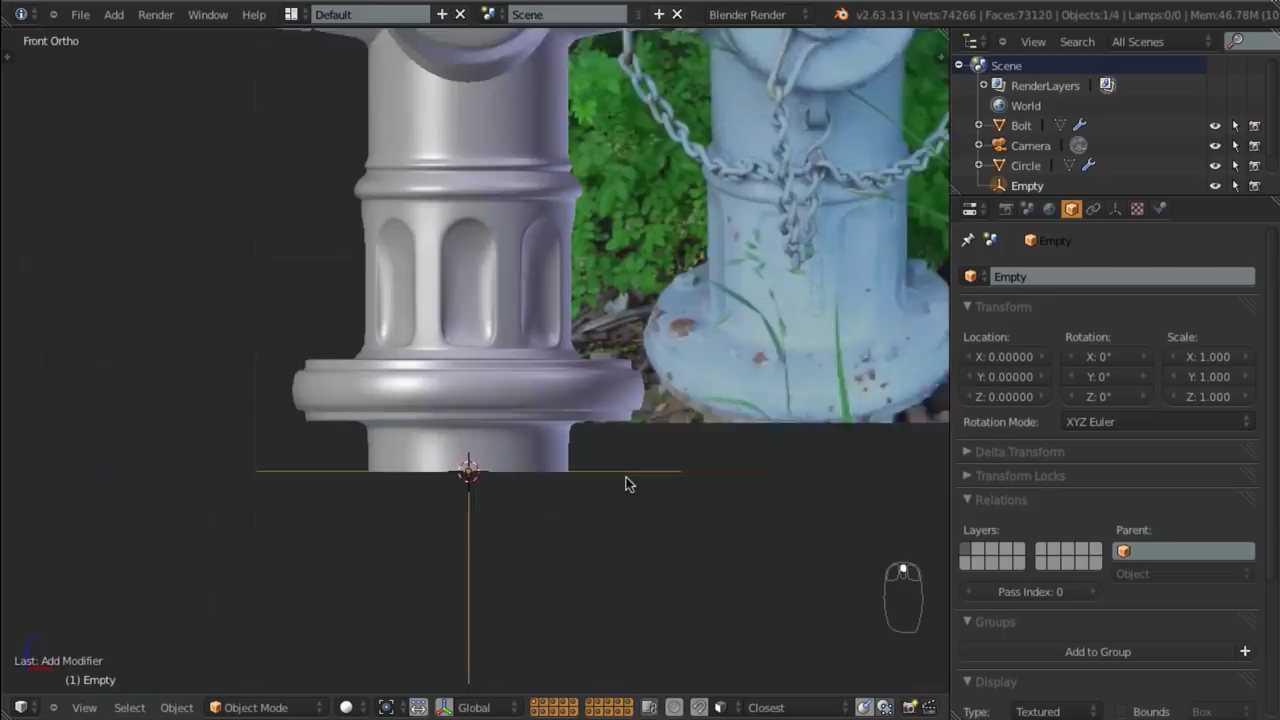 File Add Render Window Help Default Scene 3 Blender Render v2.63.13 | Verts:74266 | Faces:73120 | Objects:1/4 | Lamps:0/0 | Mem:46.78M (10
Front Ortho
View Search All Scenes
Scene
RenderLayers
World
Bolt
Camera
Circle
Empty
Empty
Empty
Transform
Location: Rotation: Scale:
X: 0.00000 X: 0° X: 1.000
Y: 0.00000 Y: 0° Y: 1.000
Z: 0.00000 Z: 0° Z: 1.000
Rotation Mode: XYZ Euler
Delta Transform
Transform Locks
Relations
Layers: Parent:
Object
Pass Index: 0
Groups
Add to Group
Display
Type: Textured Bounds Box
Last: Add Modifier
(1) Empty
View Select Object Object Mode Global Closest